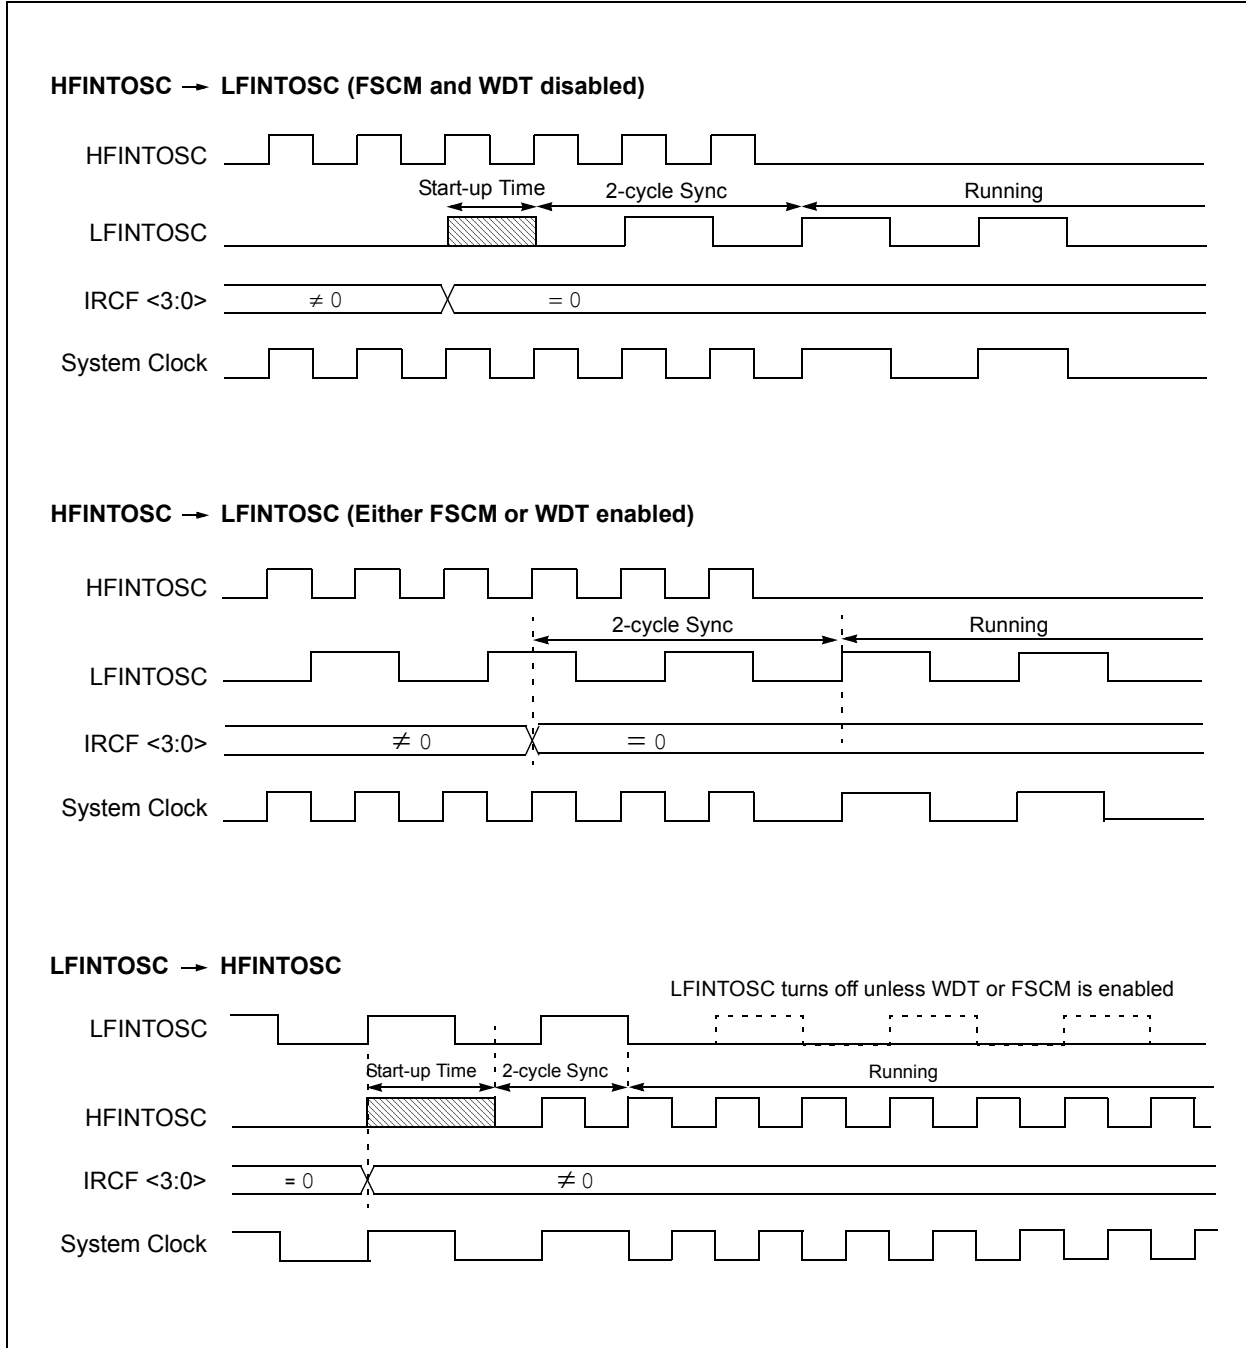 HFINTOSC → LFINTOSC (FSCM and WDT disabled)
HFINTOSC
Start-up Time 2-cycle Sync Running
LFINTOSC
IRCF <3:0> ≠ 0 = 0
System Clock
HFINTOSC → LFINTOSC (Either FSCM or WDT enabled)
HFINTOSC
2-cycle Sync Running
LFINTOSC
IRCF <3:0> ≠ 0 = 0
System Clock
LFINTOSC → HFINTOSC
LFINTOSC turns off unless WDT or FSCM is enabled
LFINTOSC
Start-up Time 2-cycle Sync Running
HFINTOSC
IRCF <3:0> = 0 ≠ 0
System Clock